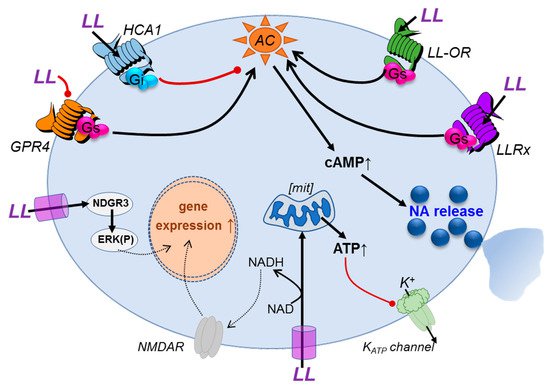 LL
HCA1
Gi
AC
LL
LL-OR
Gs
LL
GPR4
Gs
LL
LLRx
Gs
cAMP↑
NA release
LL
NDGR3
ERK(P)
gene
expression ↑
[mit]
ATP↑
NADH
NAD
NMDAR
LL
K+
KATP channel